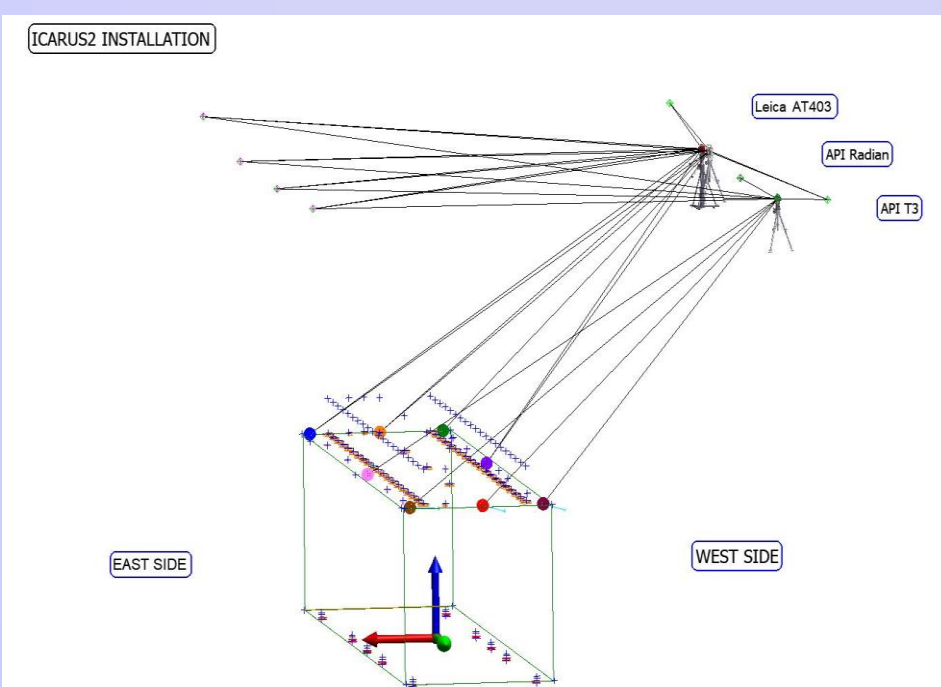 ICARUS2 INSTALLATION
Leica AT403
API Radian
API T3
EAST SIDE
WEST SIDE